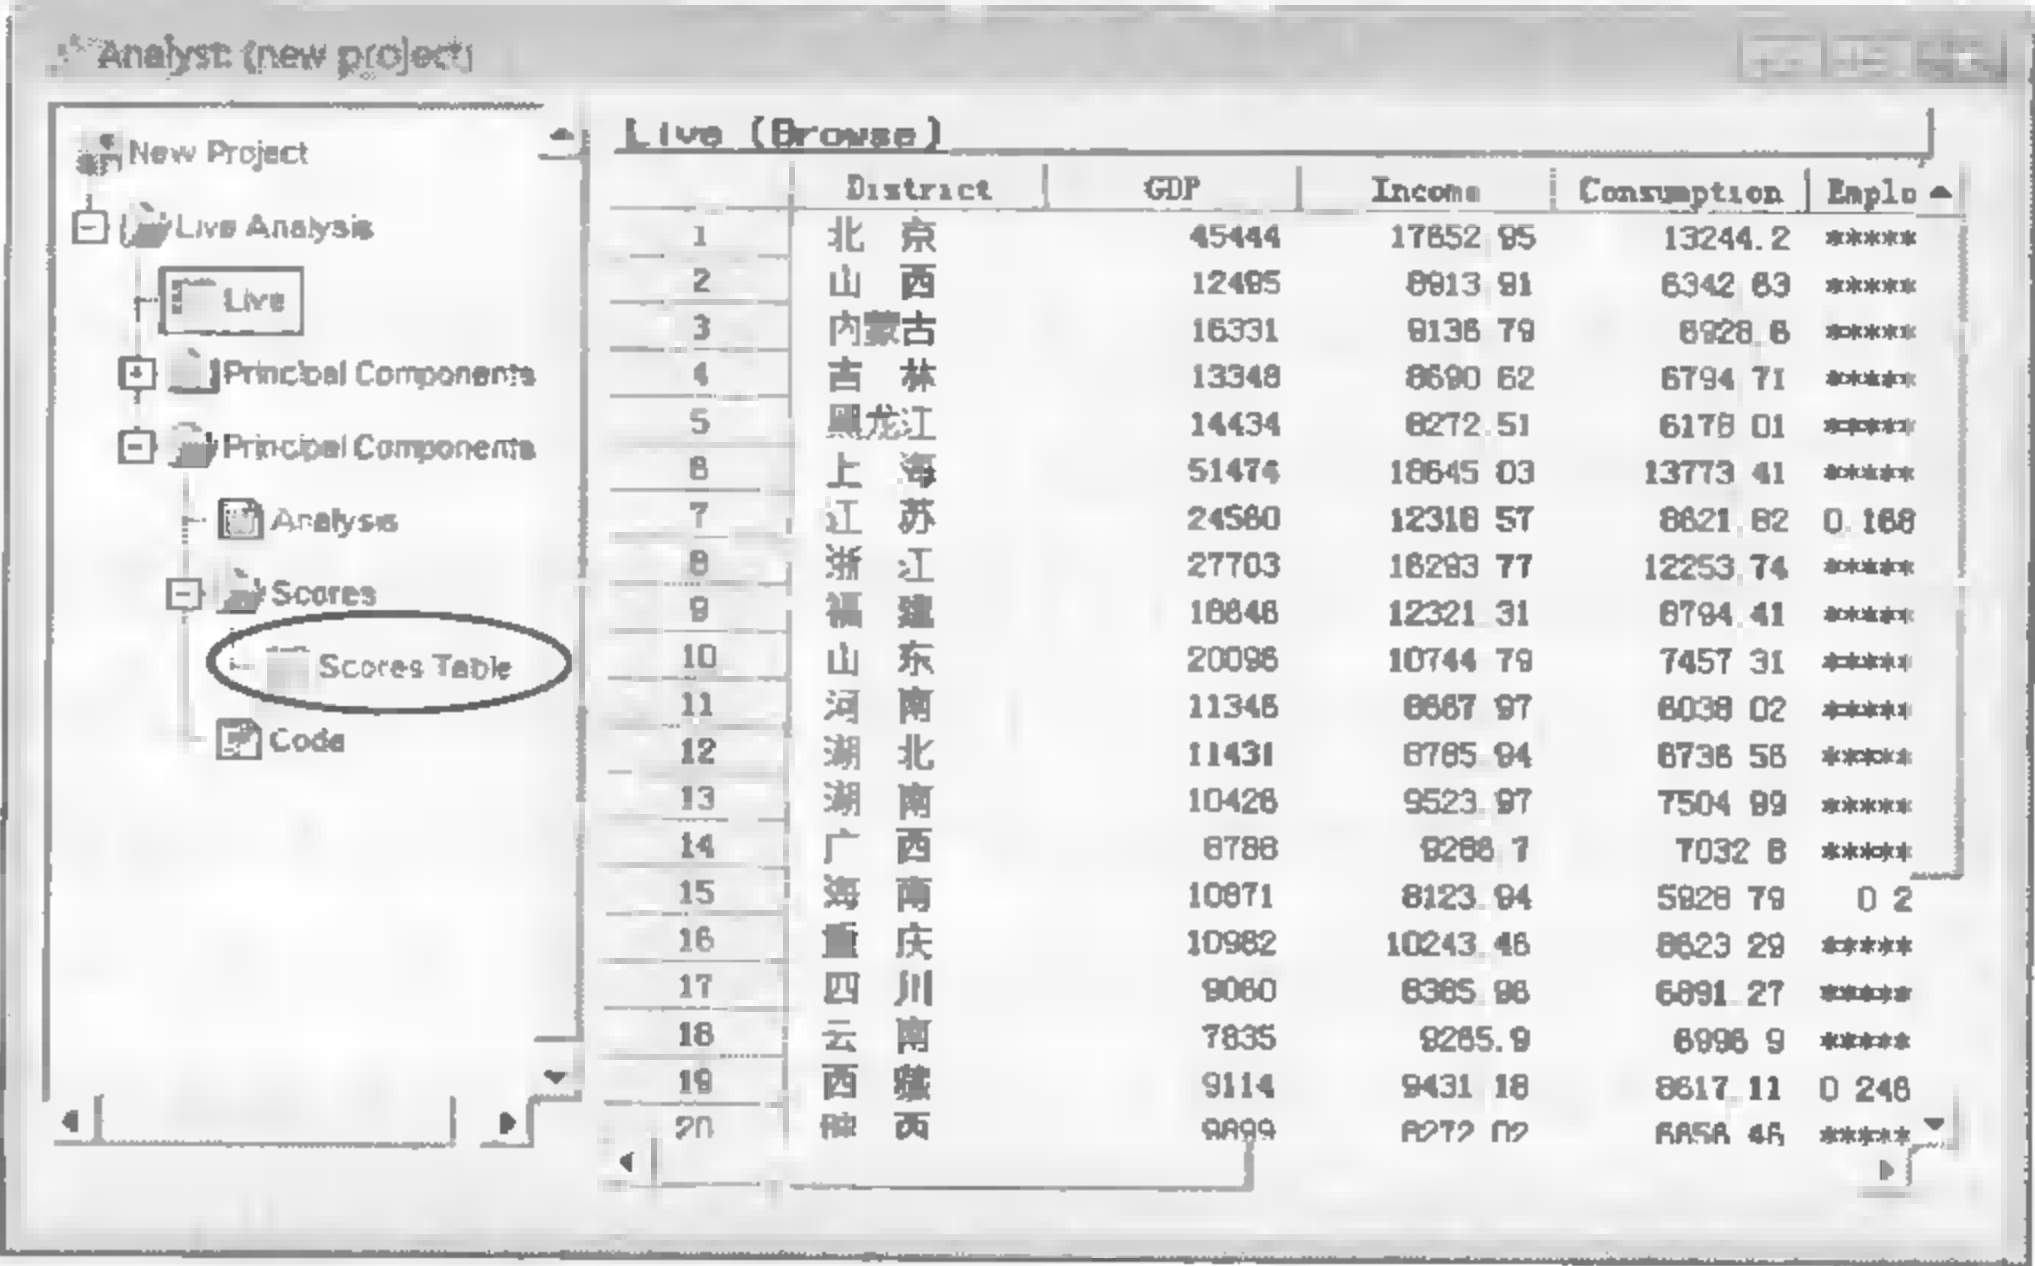 Analyst: (new project)
New Project
Live Analysis
Live
Principal Components
Principal Components
Analysis
Scores
Scores Table
Code
Live (Browse)
District GDP Income Consumption Emplo
1 北 京 45444 17652.95 13244.2 *****
2 山 西 12495 8913.91 6342.63 *****
3 内蒙古 16331 9136.79 6928.6 *****
4 吉 林 13348 8690.62 6794.71 *****
5 黑龙江 14434 8272.51 6178.01 *****
6 上 海 51474 18645.03 13773.41 *****
7 江 苏 24560 12318.57 8621.82 0.168
8 浙 江 27703 16293.77 12253.74 *****
9 福 建 18646 12321.31 8794.41 *****
10 山 东 20096 10744.79 7457.31 *****
11 河 南 11346 8667.97 6038.02 *****
12 湖 北 11431 8785.94 6736.56 *****
13 湖 南 10426 9523.97 7504.99 *****
14 广 西 8788 9286.7 7032.8 *****
15 海 南 10871 8123.94 5928.79 0.2
16 重 庆 10982 10243.46 8623.29 *****
17 四 川 9060 8385.96 6891.27 *****
18 云 南 7835 9265.9 6996.9 *****
19 西 藏 9114 9431.18 8617.11 0.246
20 陕 西 9899 8272.02 6656.46 *****